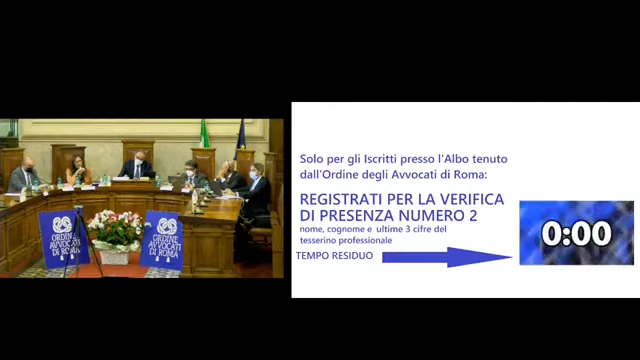 Solo per gli Iscritti presso l'Albo tenuto
dall'Ordine degli Avvocati di Roma:
REGISTRATI PER LA VERIFICA
DI PRESENZA NUMERO 2
nome, cognome e ultime 3 cifre del
tesserino professionale
TEMPO RESIDUO
0:00
ORDINE
AVVOCATI
DI ROMA
ORDINE
AVVOCATI
DI ROMA